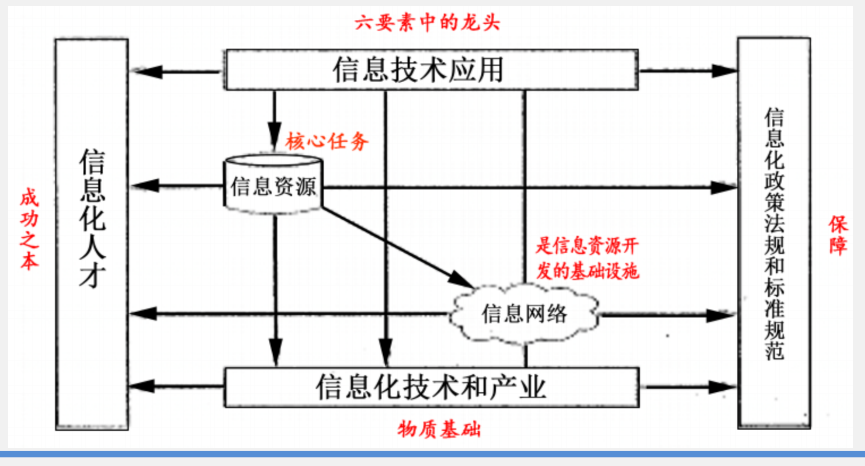 六要素中的龙头
信息技术应用
核心任务
信息资源
信息化人才
成功之本
信息化政策法规和标准规范
保障
是信息资源开
发的基础设施
信息网络
信息化技术和产业
物质基础